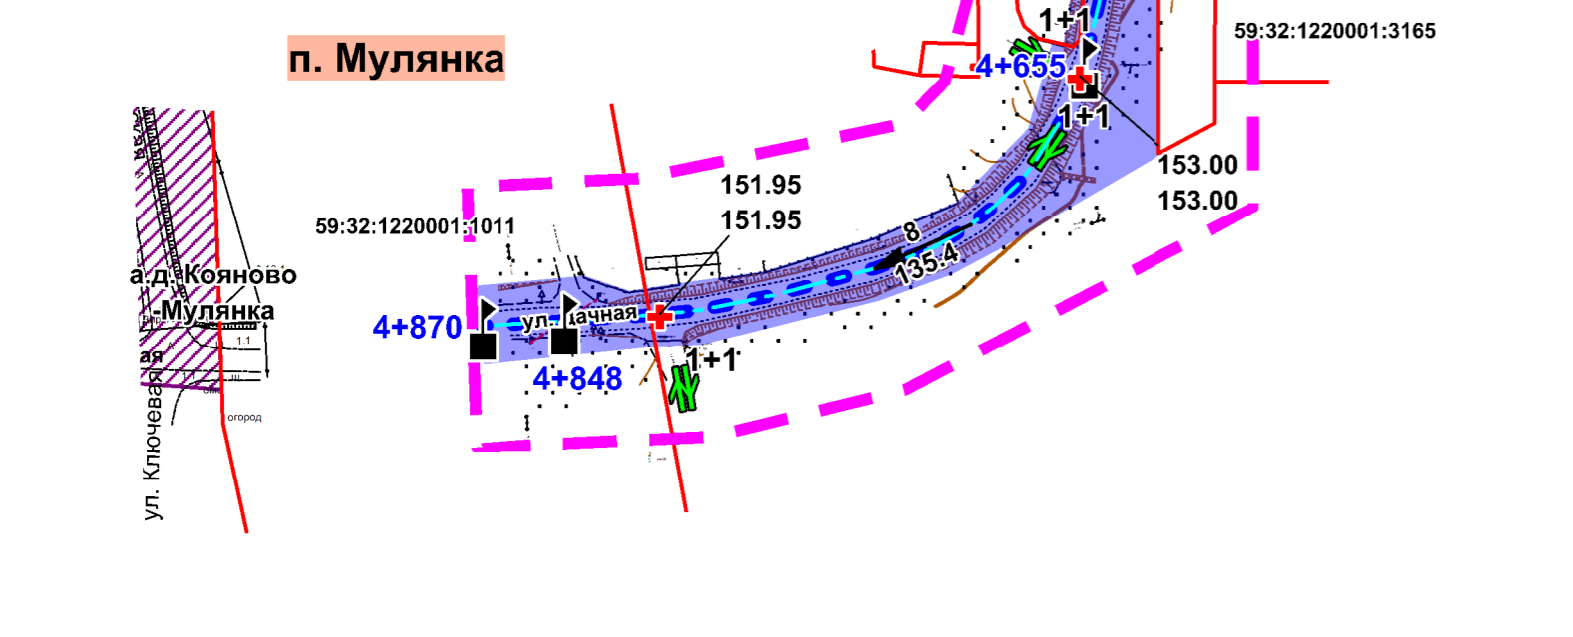 п. Мулянка
1+1
59:32:1220001:3165
4+655
1+1
153.00
153.00
151.95
151.95
59:32:1220001:1011
8
135.4
а.д. Кояново
-Мулянка
4+870
ул.
ачная
4+848
1+1
ая
1.1
огород
ул. Ключевая